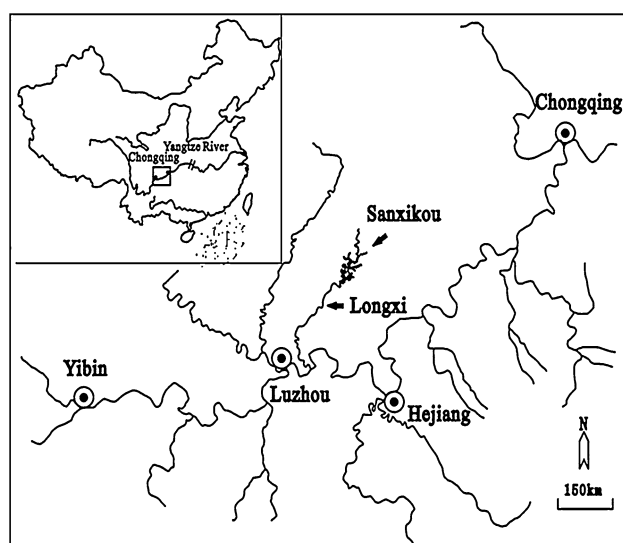 Chongqing
Yangtze River
Chongqing
Sanxikou
Longxi
Yibin
Luzhou
Hejiang
N
150km